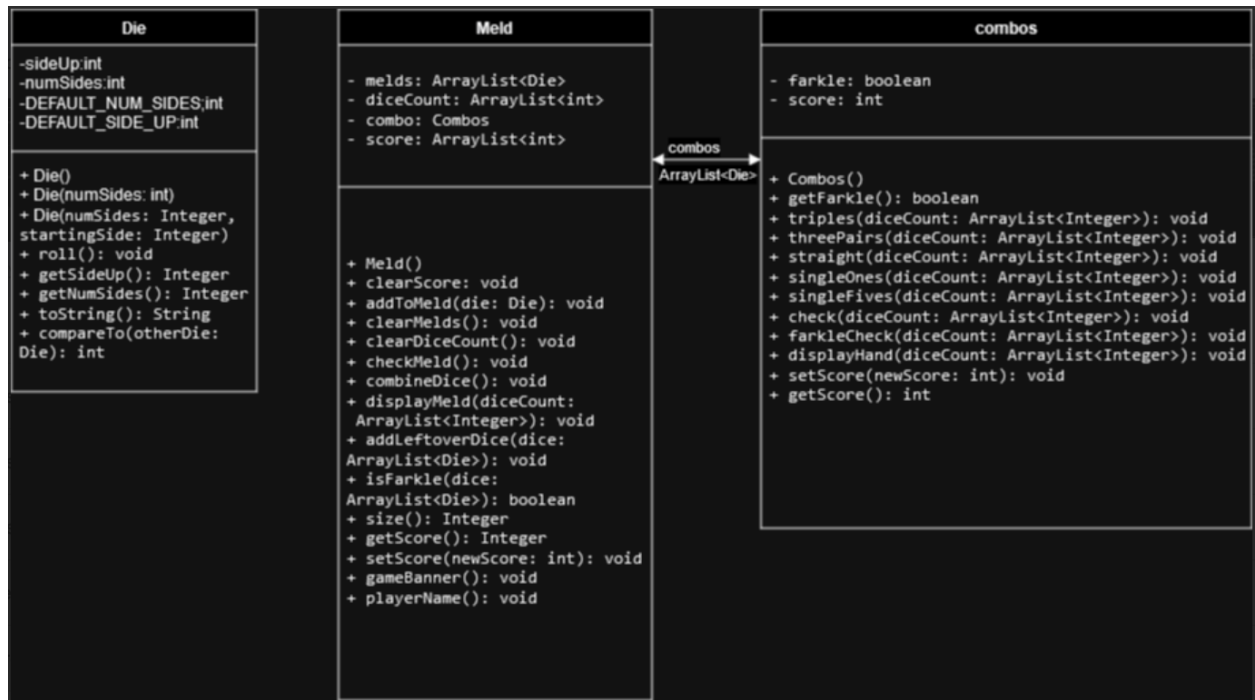 Die
-sideUp:int
-numSides:int
-DEFAULT_NUM_SIDES;int
-DEFAULT_SIDE_UP:int
+ Die()
+ Die(numSides: int)
+ Die(numSides: Integer,
startingSide: Integer)
+ roll(): void
+ getSideUp(): Integer
+ getNumSides(): Integer
+ toString(): String
+ compareTo(otherDie:
Die): int
Meld
- melds: ArrayList<Die>
- diceCount: ArrayList<int>
- combo: Combos
- score: ArrayList<int>
+ Meld()
+ clearScore: void
+ addToMeld(die: Die): void
+ clearMelds(): void
+ clearDiceCount(): void
+ checkMeld(): void
+ combineDice(): void
+ displayMeld(diceCount:
ArrayList<Integer>): void
+ addLeftoverDice(dice:
ArrayList<Die>): void
+ isFarkle(dice:
ArrayList<Die>): boolean
+ size(): Integer
+ getScore(): Integer
+ setScore(newScore: int): void
+ gameBanner(): void
+ playerName(): void
combos
ArrayList<Die>
combos
- farkle: boolean
- score: int
+ Combos()
+ getFarkle(): boolean
+ triples(diceCount: ArrayList<Integer>): void
+ threePairs(diceCount: ArrayList<Integer>): void
+ straight(diceCount: ArrayList<Integer>): void
+ singleOnes(diceCount: ArrayList<Integer>): void
+ singleFives(diceCount: ArrayList<Integer>): void
+ check(diceCount: ArrayList<Integer>): void
+ farkleCheck(diceCount: ArrayList<Integer>): void
+ displayHand(diceCount: ArrayList<Integer>): void
+ setScore(newScore: int): void
+ getScore(): int